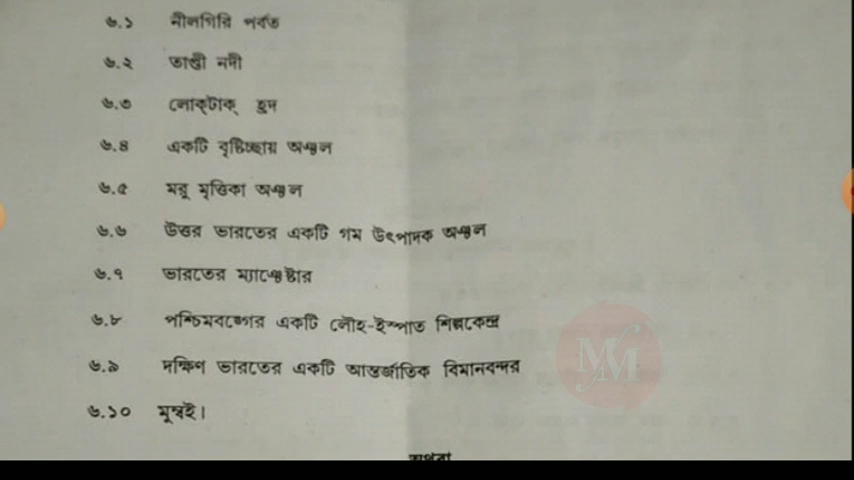 ৬.১ নীলগিরি পর্বত
৬.২ তাপ্তী নদী
৬.৩ লোক্‌টাক্‌ হ্রদ
৬.৪ একটি বৃষ্টিচ্ছায় অঞ্চল
৬.৫ মরু মৃত্তিকা অঞ্চল
৬.৬ উত্তর ভারতের একটি গম উৎপাদক অঞ্চল
৬.৭ ভারতের ম্যাঞ্চেষ্টার
৬.৮ পশ্চিমবঙ্গের একটি লৌহ-ইস্পাত শিল্পকেন্দ্র
৬.৯ দক্ষিণ ভারতের একটি আন্তর্জাতিক বিমানবন্দর
৬.১০ মুম্বই।
অথবা
MM